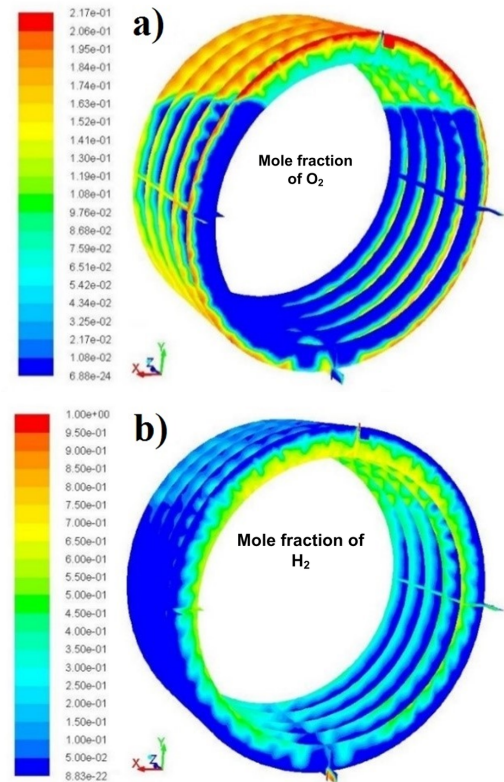 a)
2.17e-01
2.06e-01
1.95e-01
1.84e-01
1.74e-01
1.63e-01
1.52e-01
1.41e-01
1.30e-01
1.19e-01
1.08e-01
9.76e-02
8.68e-02
7.59e-02
6.51e-02
5.42e-02
4.34e-02
3.25e-02
2.17e-02
1.08e-02
6.88e-24
Mole fraction
of O₂
Y
X
Z
b)
1.00e+00
9.50e-01
9.00e-01
8.50e-01
8.00e-01
7.50e-01
7.00e-01
6.50e-01
6.00e-01
5.50e-01
5.00e-01
4.50e-01
4.00e-01
3.50e-01
3.00e-01
2.50e-01
2.00e-01
1.50e-01
1.00e-01
5.00e-02
8.83e-22
Mole fraction of
H₂
Y
X
Z